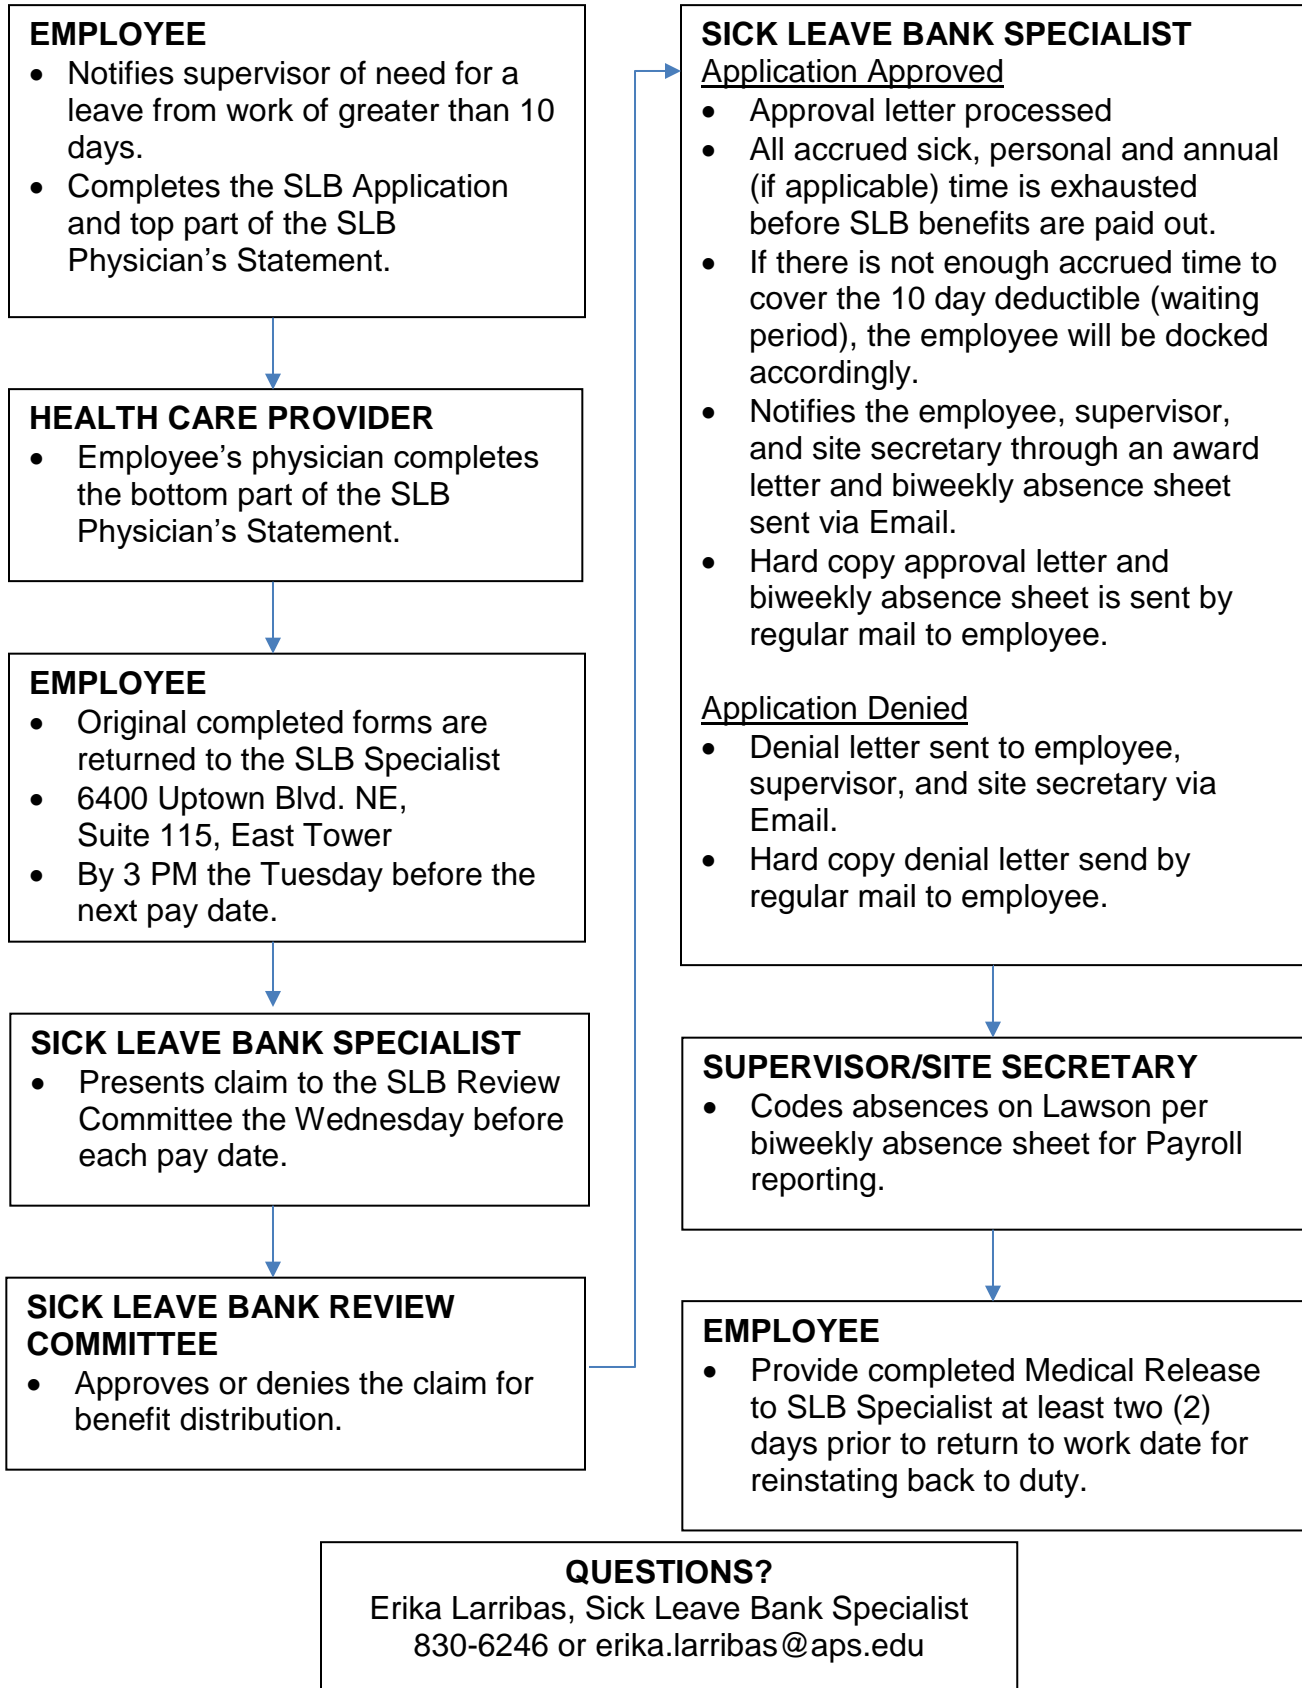 EMPLOYEE
• Notifies supervisor of need for a
leave from work of greater than 10
days.
• Completes the SLB Application
and top part of the SLB
Physician’s Statement.
HEALTH CARE PROVIDER
• Employee’s physician completes
the bottom part of the SLB
Physician’s Statement.
EMPLOYEE
• Original completed forms are
returned to the SLB Specialist
• 6400 Uptown Blvd. NE,
Suite 115, East Tower
• By 3 PM the Tuesday before the
next pay date.
SICK LEAVE BANK SPECIALIST
• Presents claim to the SLB Review
Committee the Wednesday before
each pay date.
SICK LEAVE BANK REVIEW
COMMITTEE
• Approves or denies the claim for
benefit distribution.
SICK LEAVE BANK SPECIALIST
Application Approved
• Approval letter processed
• All accrued sick, personal and annual
(if applicable) time is exhausted
before SLB benefits are paid out.
• If there is not enough accrued time to
cover the 10 day deductible (waiting
period), the employee will be docked
accordingly.
• Notifies the employee, supervisor,
and site secretary through an award
letter and biweekly absence sheet
sent via Email.
• Hard copy approval letter and
biweekly absence sheet is sent by
regular mail to employee.
Application Denied
• Denial letter sent to employee,
supervisor, and site secretary via
Email.
• Hard copy denial letter send by
regular mail to employee.
SUPERVISOR/SITE SECRETARY
• Codes absences on Lawson per
biweekly absence sheet for Payroll
reporting.
EMPLOYEE
• Provide completed Medical Release
to SLB Specialist at least two (2)
days prior to return to work date for
reinstating back to duty.
QUESTIONS?
Erika Larribas, Sick Leave Bank Specialist
830-6246 or erika.larribas@aps.edu